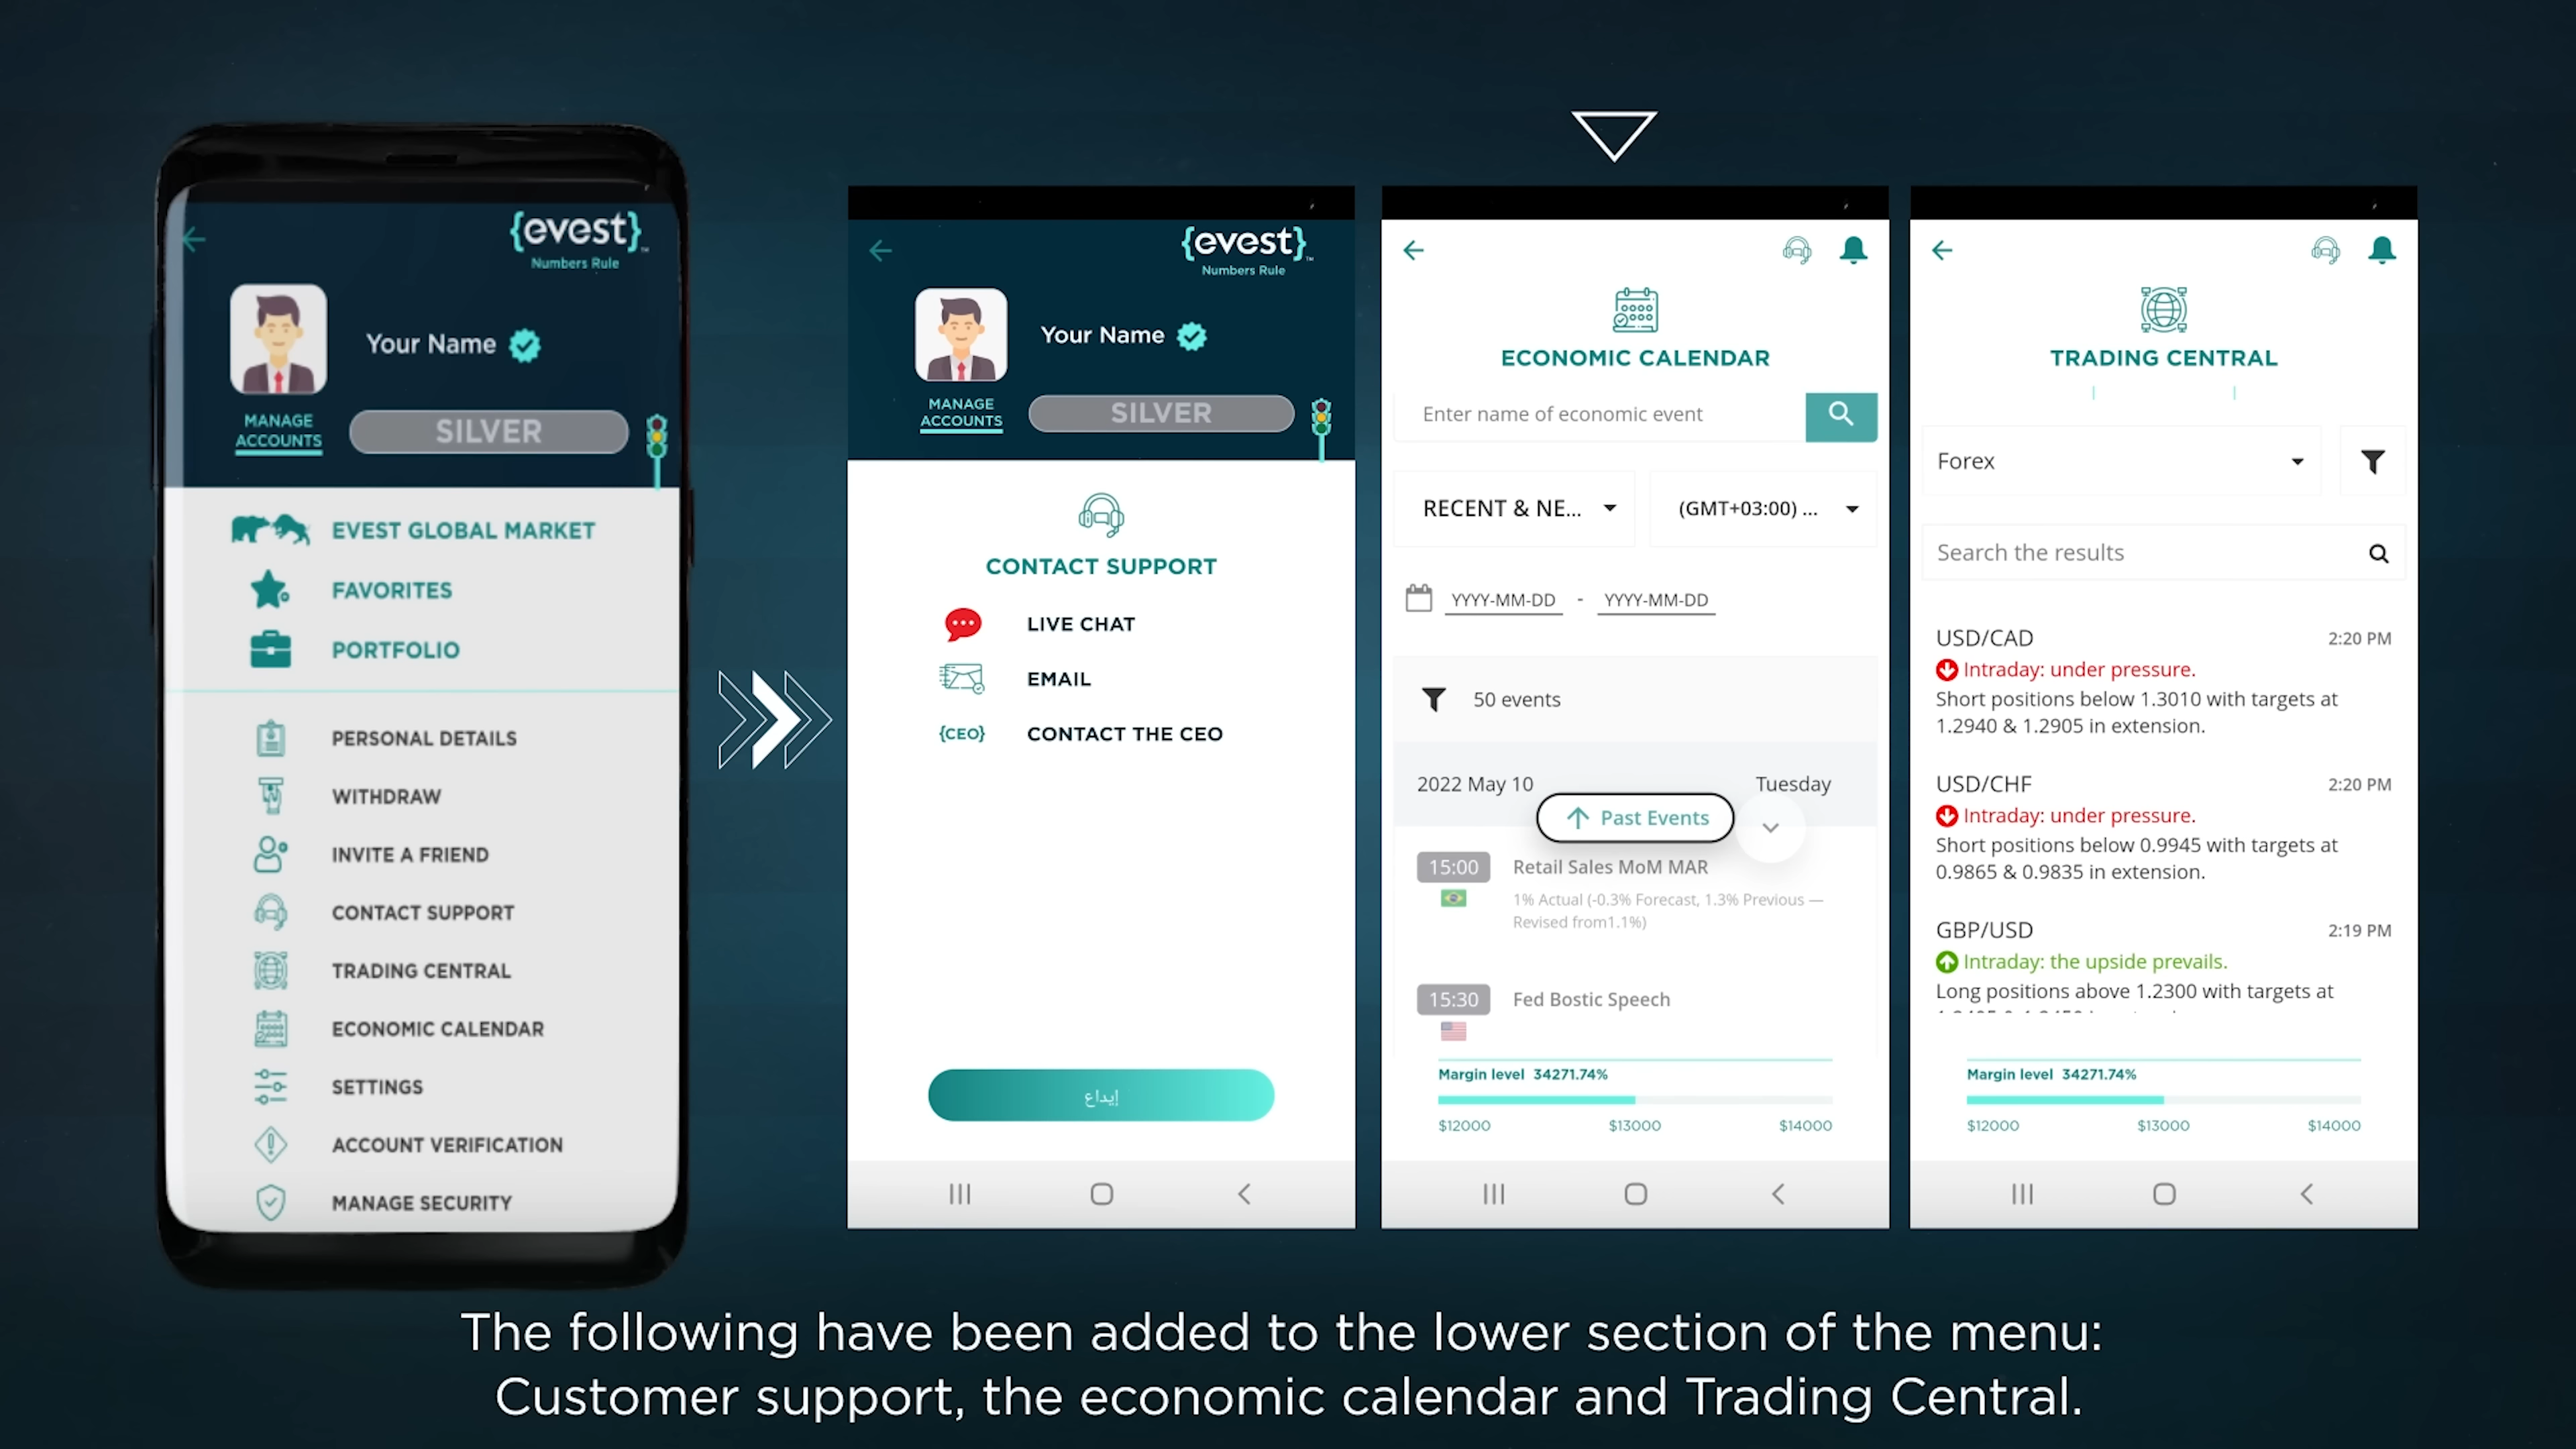 {evest}™
Numbers Rule
Your Name
MANAGE
ACCOUNTS
SILVER
EVEST GLOBAL MARKET
FAVORITES
PORTFOLIO
PERSONAL DETAILS
WITHDRAW
INVITE A FRIEND
CONTACT SUPPORT
TRADING CENTRAL
ECONOMIC CALENDAR
SETTINGS
ACCOUNT VERIFICATION
MANAGE SECURITY
{evest}™
Numbers Rule
Your Name
MANAGE
ACCOUNTS
SILVER
CONTACT SUPPORT
LIVE CHAT
EMAIL
{CEO} CONTACT THE CEO
إيداع
ECONOMIC CALENDAR
Enter name of economic event
RECENT & NE... (GMT+03:00) ...
YYYY-MM-DD - YYYY-MM-DD
50 events
2022 May 10 Tuesday
Past Events
15:00 Retail Sales MoM MAR
1% Actual (-0.3% Forecast, 1.3% Previous —
Revised from1.1%)
15:30 Fed Bostic Speech
Margin level 34271.74%
$12000 $13000 $14000
TRADING CENTRAL
Forex
Search the results
USD/CAD 2:20 PM
Intraday: under pressure.
Short positions below 1.3010 with targets at
1.2940 & 1.2905 in extension.
USD/CHF 2:20 PM
Intraday: under pressure.
Short positions below 0.9945 with targets at
0.9865 & 0.9835 in extension.
GBP/USD 2:19 PM
Intraday: the upside prevails.
Long positions above 1.2300 with targets at
Margin level 34271.74%
$12000 $13000 $14000
The following have been added to the lower section of the menu:
Customer support, the economic calendar and Trading Central.